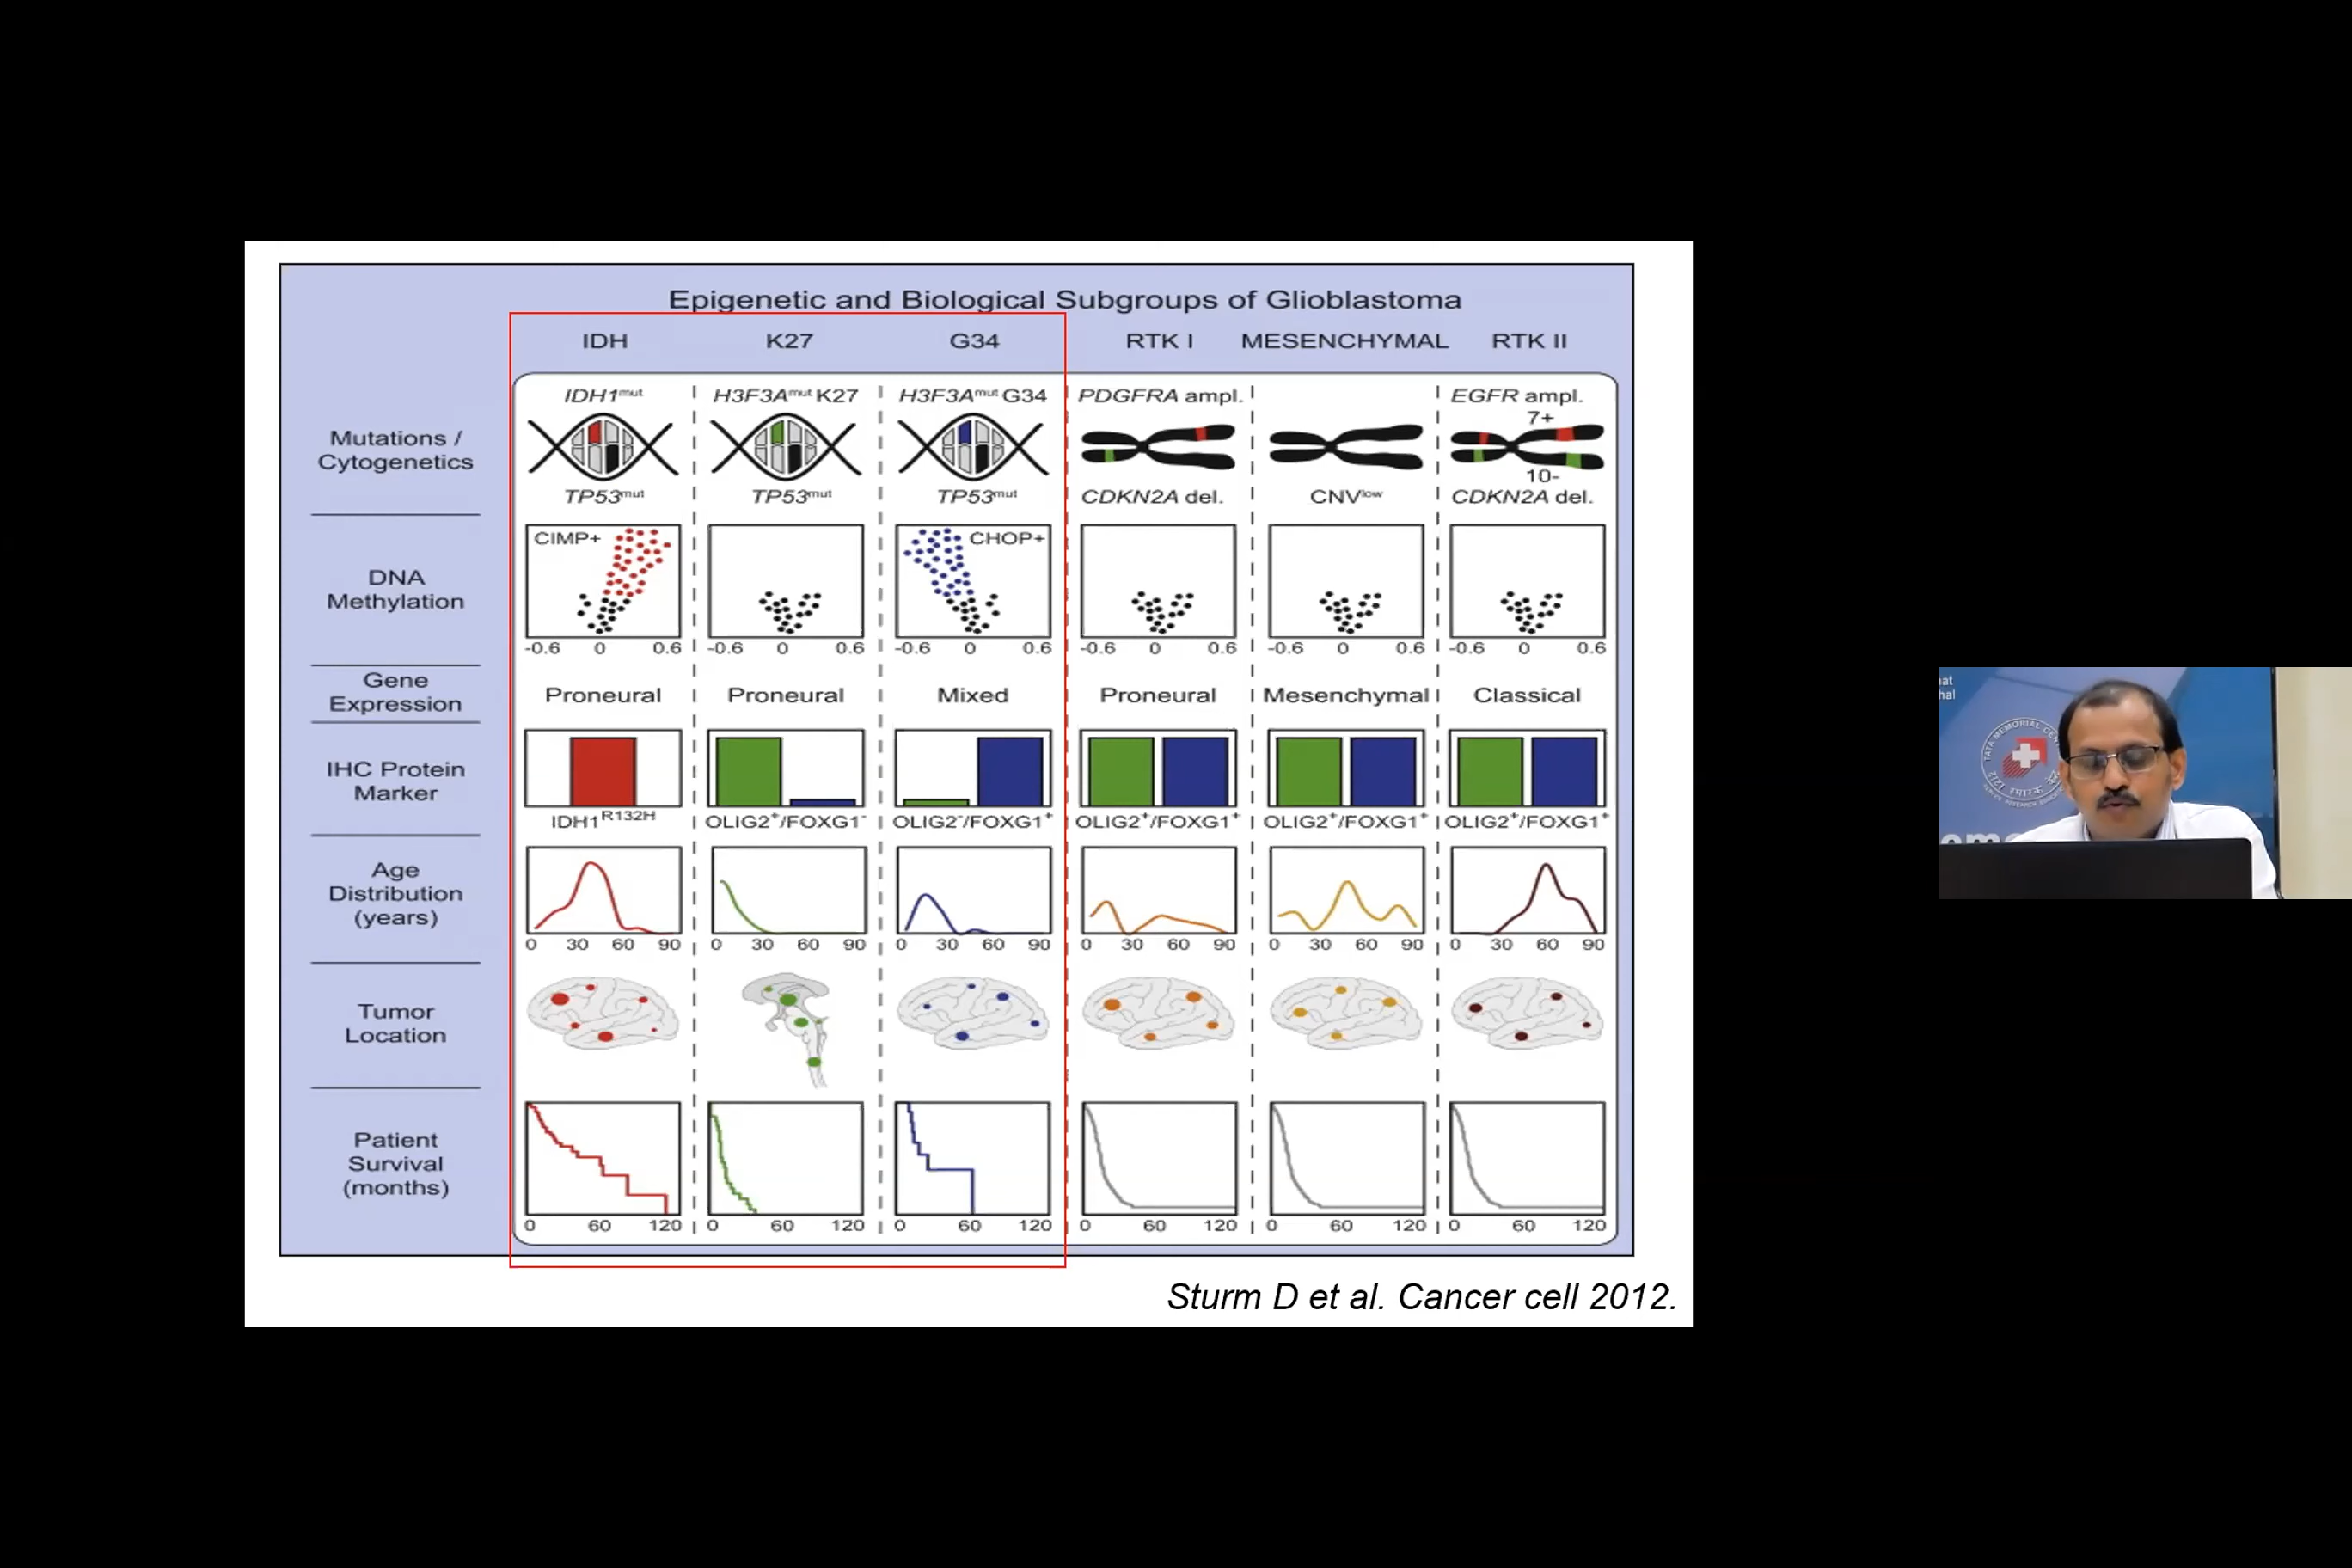 Epigenetic and Biological Subgroups of Glioblastoma
IDH K27 G34 RTK I MESENCHYMAL RTK II
Mutations /
Cytogenetics
IDH1mut H3F3Amut K27 H3F3Amut G34 PDGFRA ampl. EGFR ampl.
7+
10-
TP53mut TP53mut TP53mut CDKN2A del. CNVlow CDKN2A del.
DNA
Methylation
CIMP+ CHOP+
-0.6 0 0.6 -0.6 0 0.6 -0.6 0 0.6 -0.6 0 0.6 -0.6 0 0.6 -0.6 0 0.6
Gene
Expression
Proneural Proneural Mixed Proneural Mesenchymal Classical
IHC Protein
Marker
IDH1R132H OLIG2+/FOXG1- OLIG2-/FOXG1+ OLIG2+/FOXG1+ OLIG2+/FOXG1+ OLIG2+/FOXG1+
Age
Distribution
(years)
0 30 60 90 0 30 60 90 0 30 60 90 0 30 60 90 0 30 60 90 0 30 60 90
Tumor
Location
Patient
Survival
(months)
0 60 120 0 60 120 0 60 120 0 60 120 0 60 120 0 60 120
Sturm D et al. Cancer cell 2012.
TATA MEMORIAL